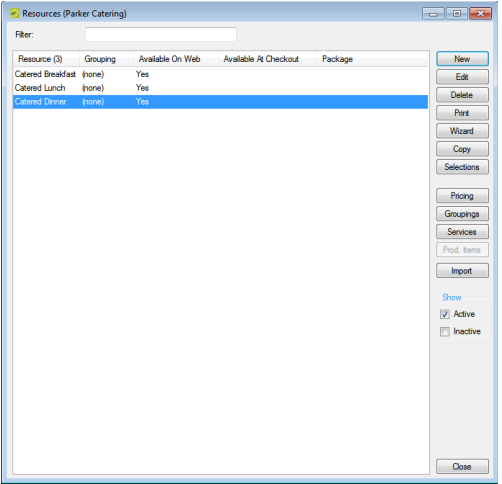 Resources (Parker Catering)
Filter:
Resource (3) Grouping Available On Web Available At Checkout Package
Catered Breakfast (none) Yes
Catered Lunch (none) Yes
Catered Dinner (none) Yes
New
Edit
Delete
Print
Wizard
Copy
Selections
Pricing
Groupings
Services
Prod. Items
Import
Show
Active
Inactive
Close